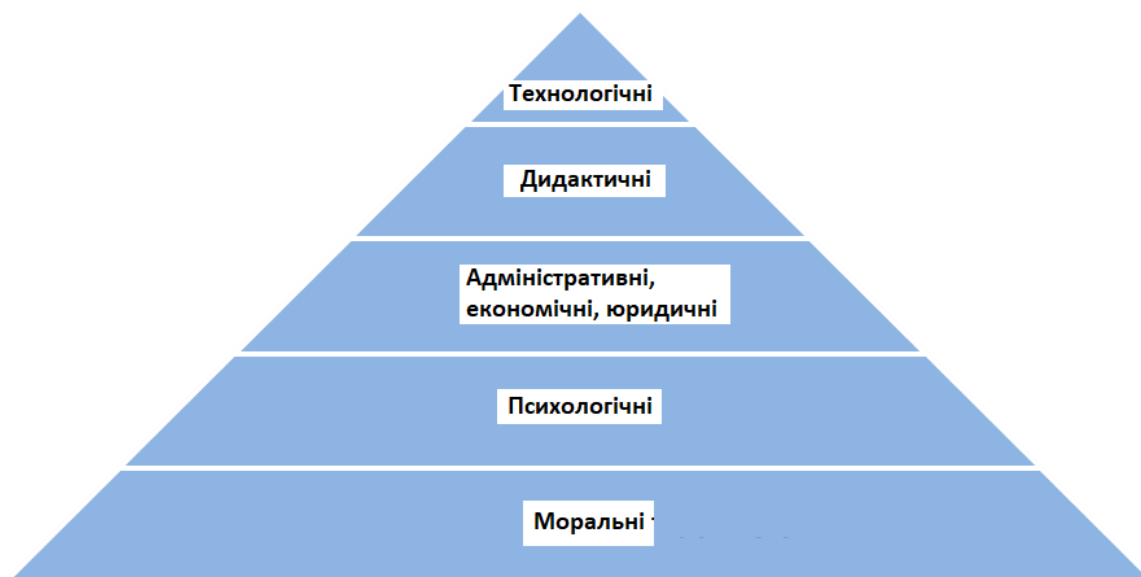 Технологічні
Дидактичні
Адміністративні,
економічні, юридичні
Психологічні
Моральні